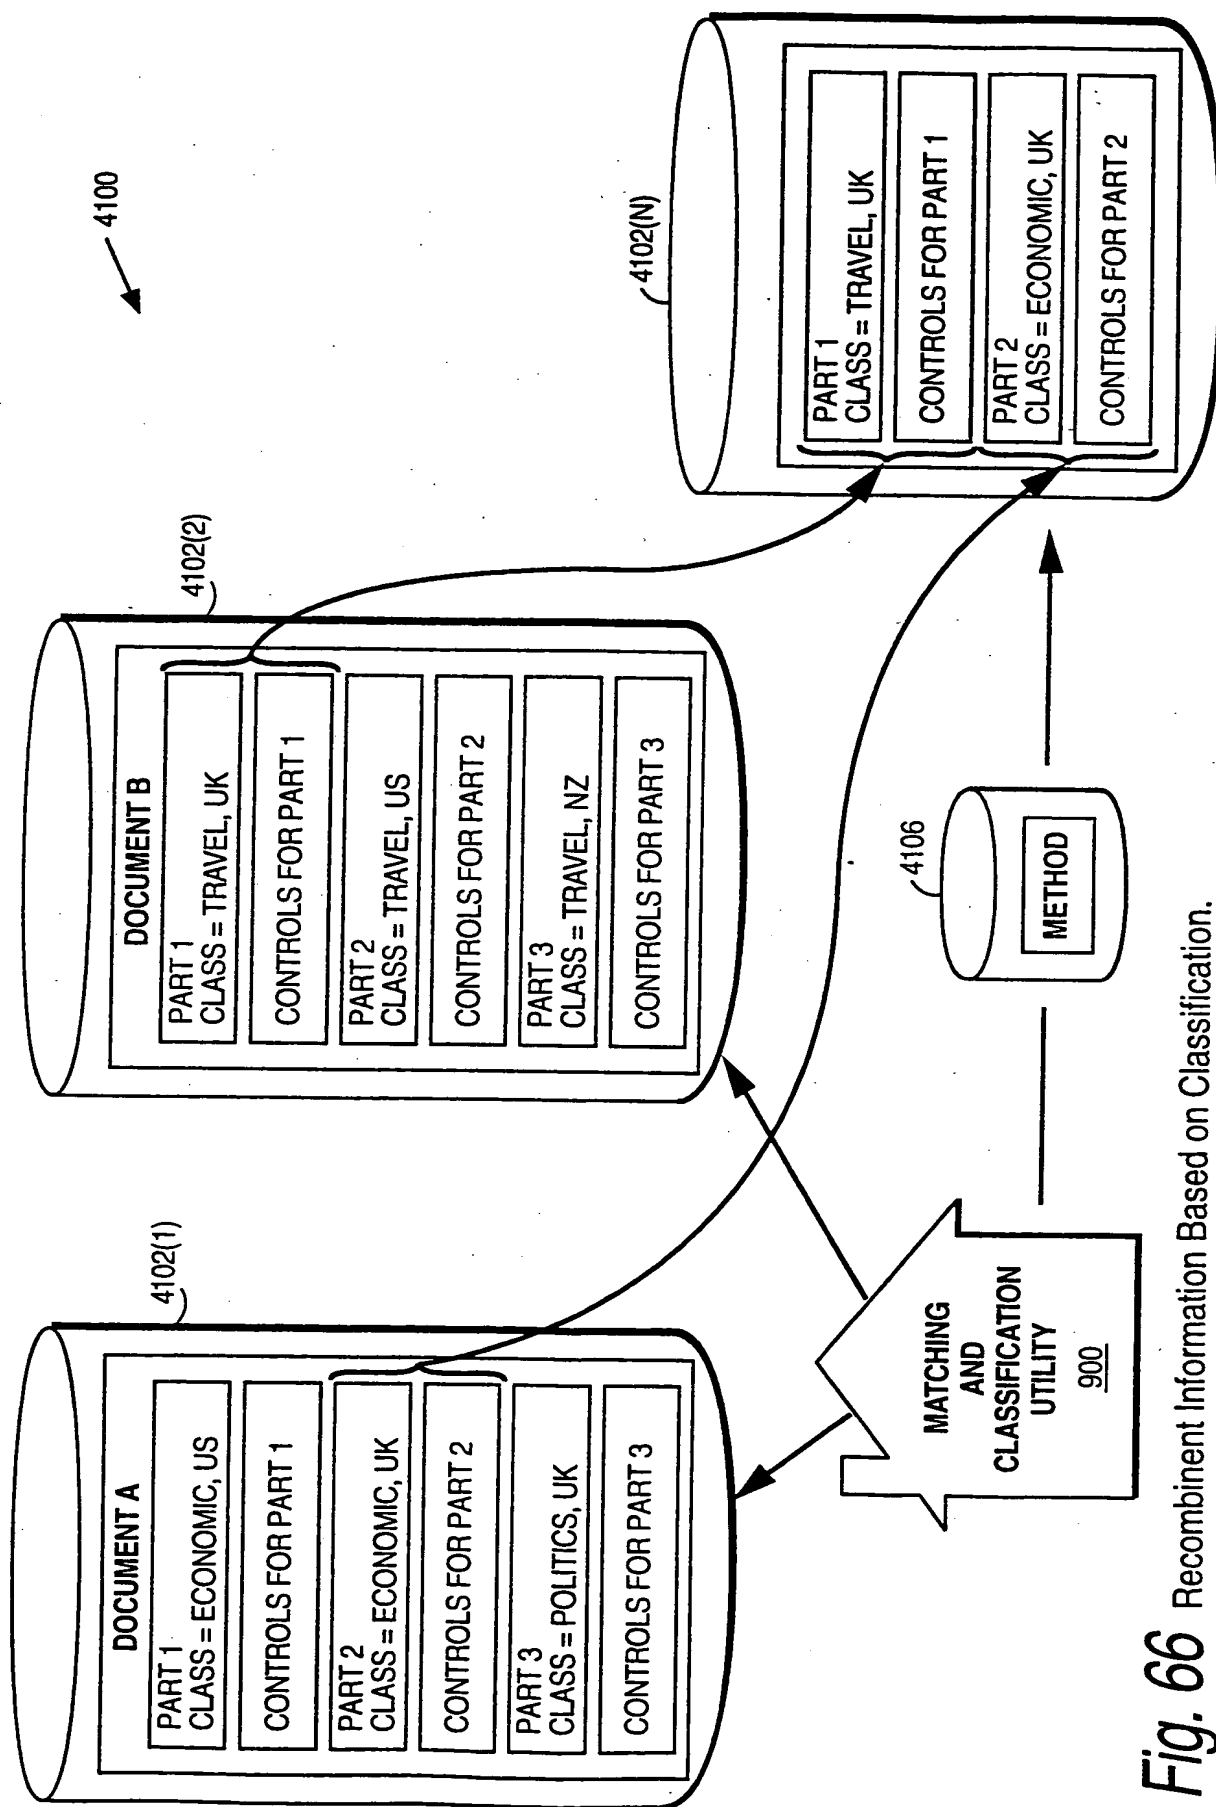 4100
4102(1)
DOCUMENT A
PART 1
CLASS = ECONOMIC, US
CONTROLS FOR PART 1
PART 2
CLASS = ECONOMIC, UK
CONTROLS FOR PART 2
PART 3
CLASS = POLITICS, UK
CONTROLS FOR PART 3
4102(2)
DOCUMENT B
PART 1
CLASS = TRAVEL, UK
CONTROLS FOR PART 1
PART 2
CLASS = TRAVEL, US
CONTROLS FOR PART 2
PART 3
CLASS = TRAVEL, NZ
CONTROLS FOR PART 3
4102(N)
PART 1
CLASS = TRAVEL, UK
CONTROLS FOR PART 1
PART 2
CLASS = ECONOMIC, UK
CONTROLS FOR PART 2
MATCHING
AND
CLASSIFICATION
UTILITY
900
4106
METHOD
Fig. 66 Recombinent Information Based on Classification.